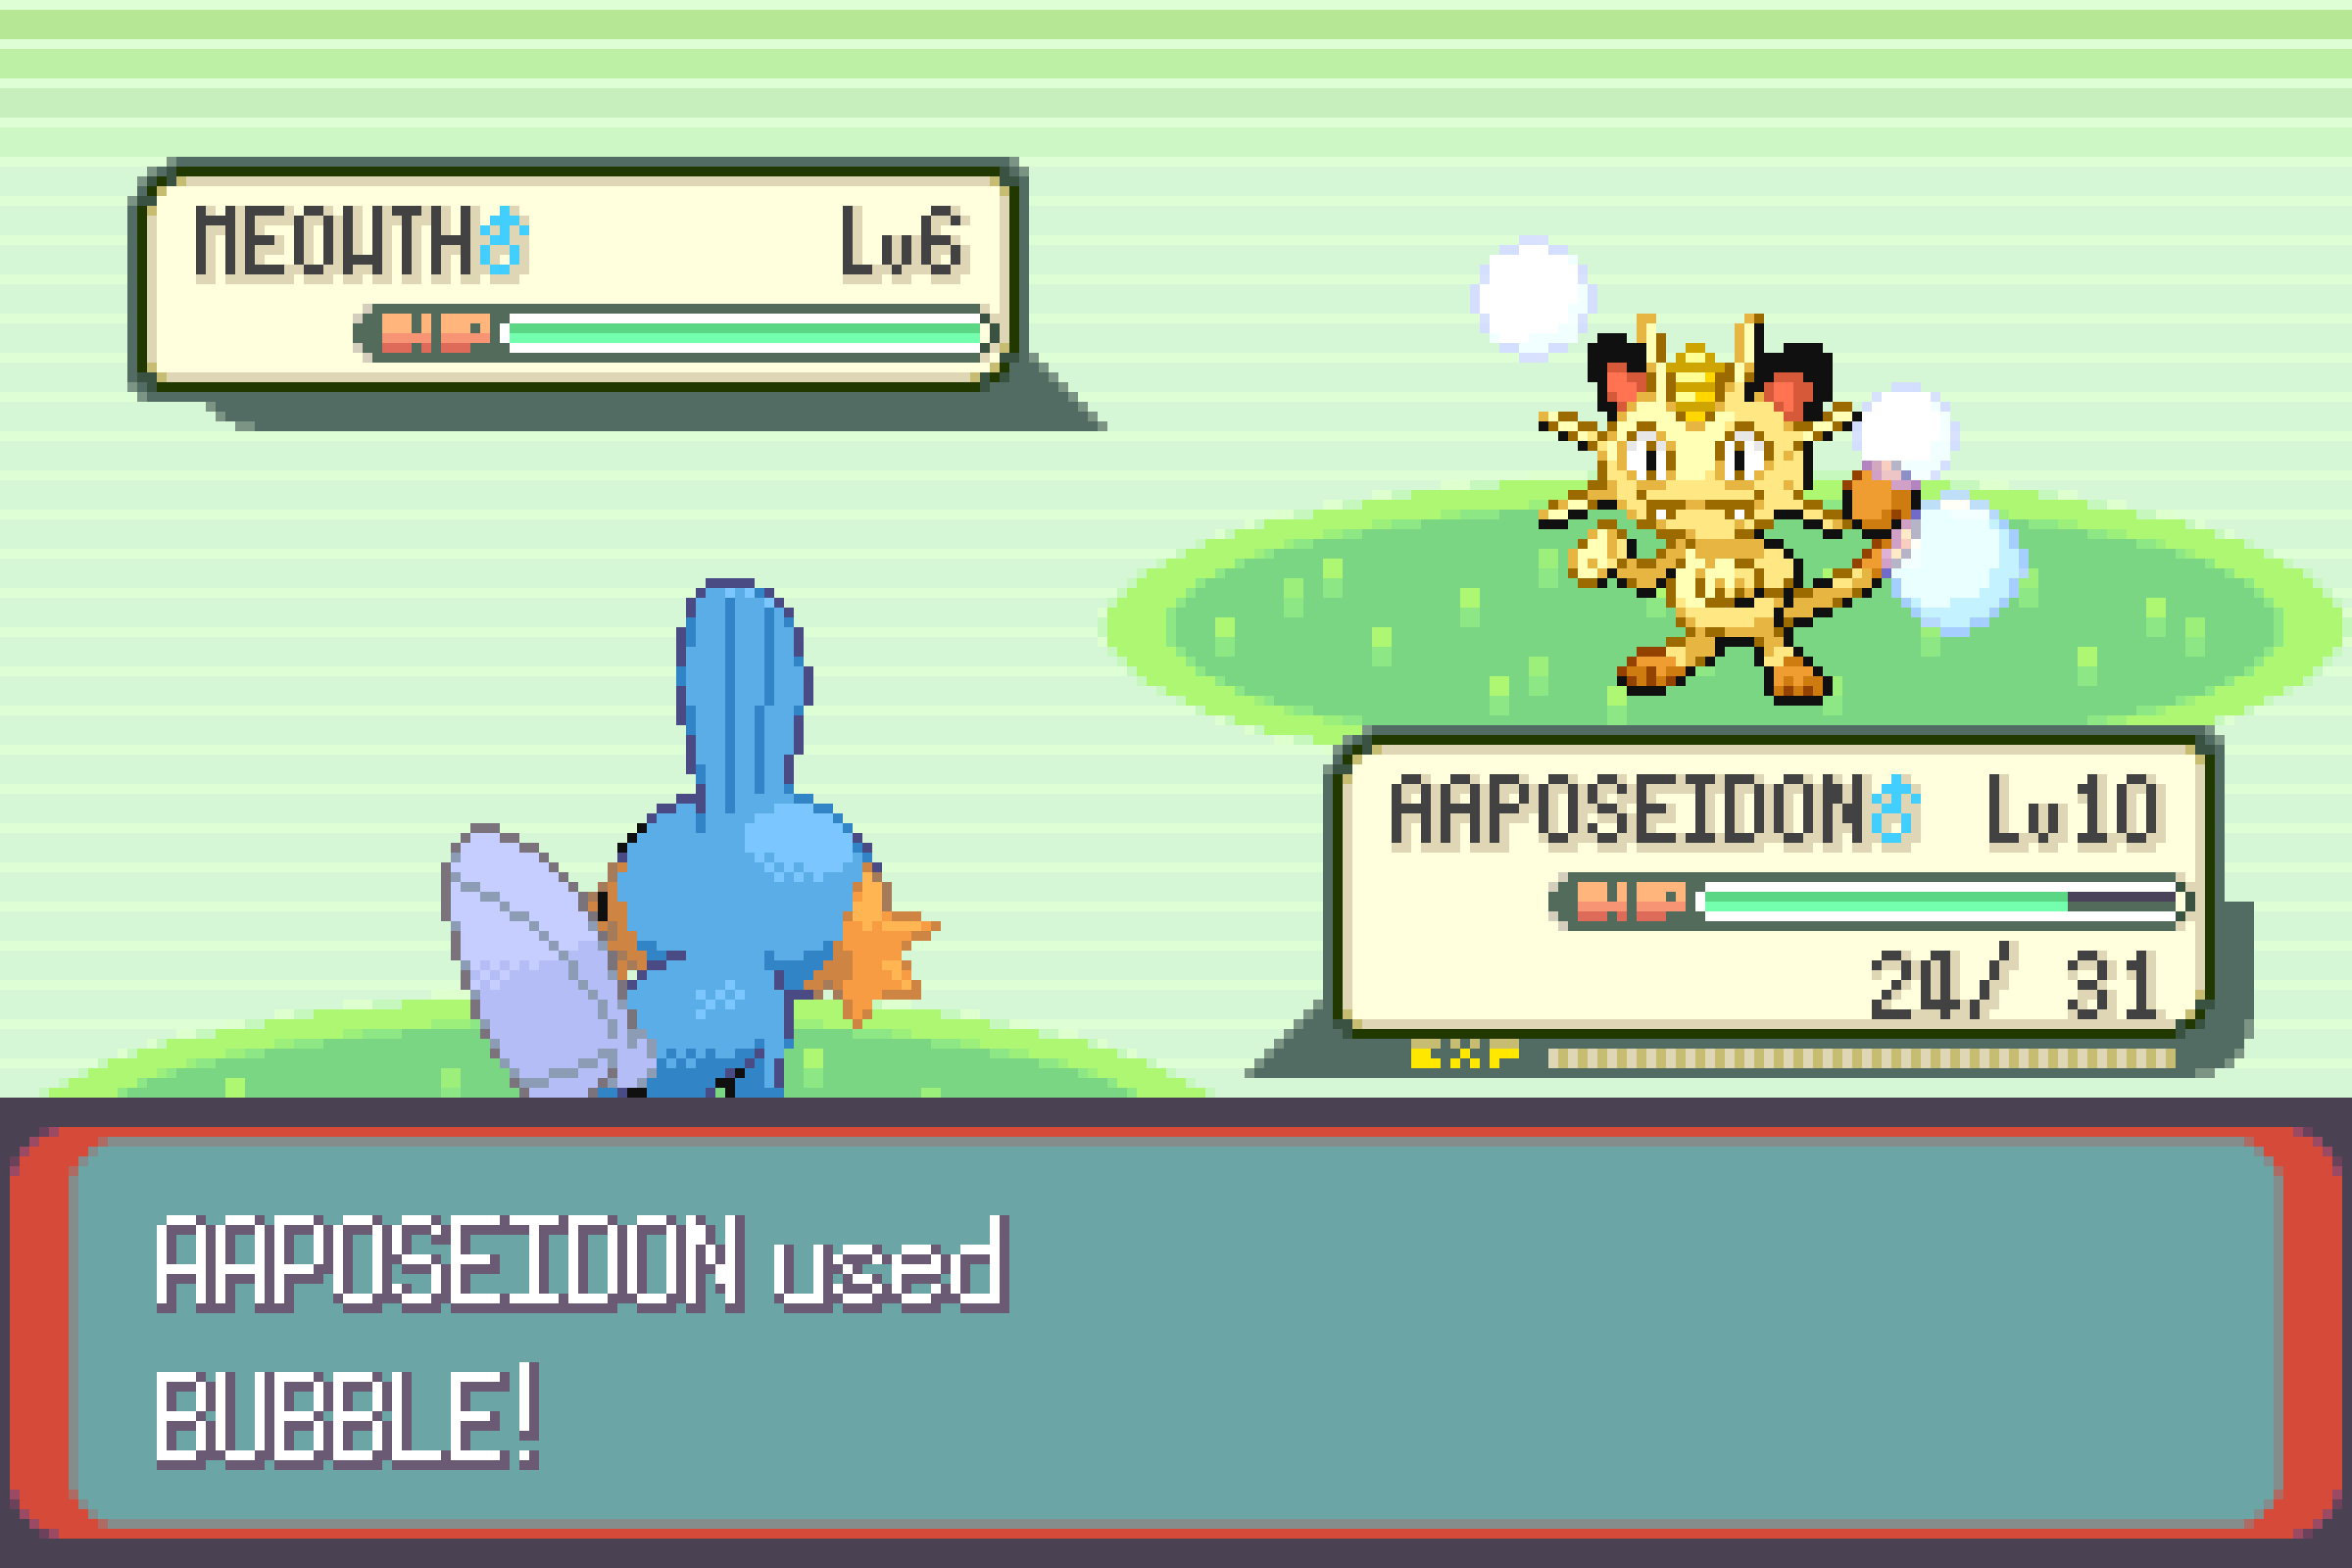 MEOWTH♂ Lv6
HP
AAPOSEIDON♂ Lv10
HP
24/ 31
EXP
AAPOSEIDON used
BUBBLE!